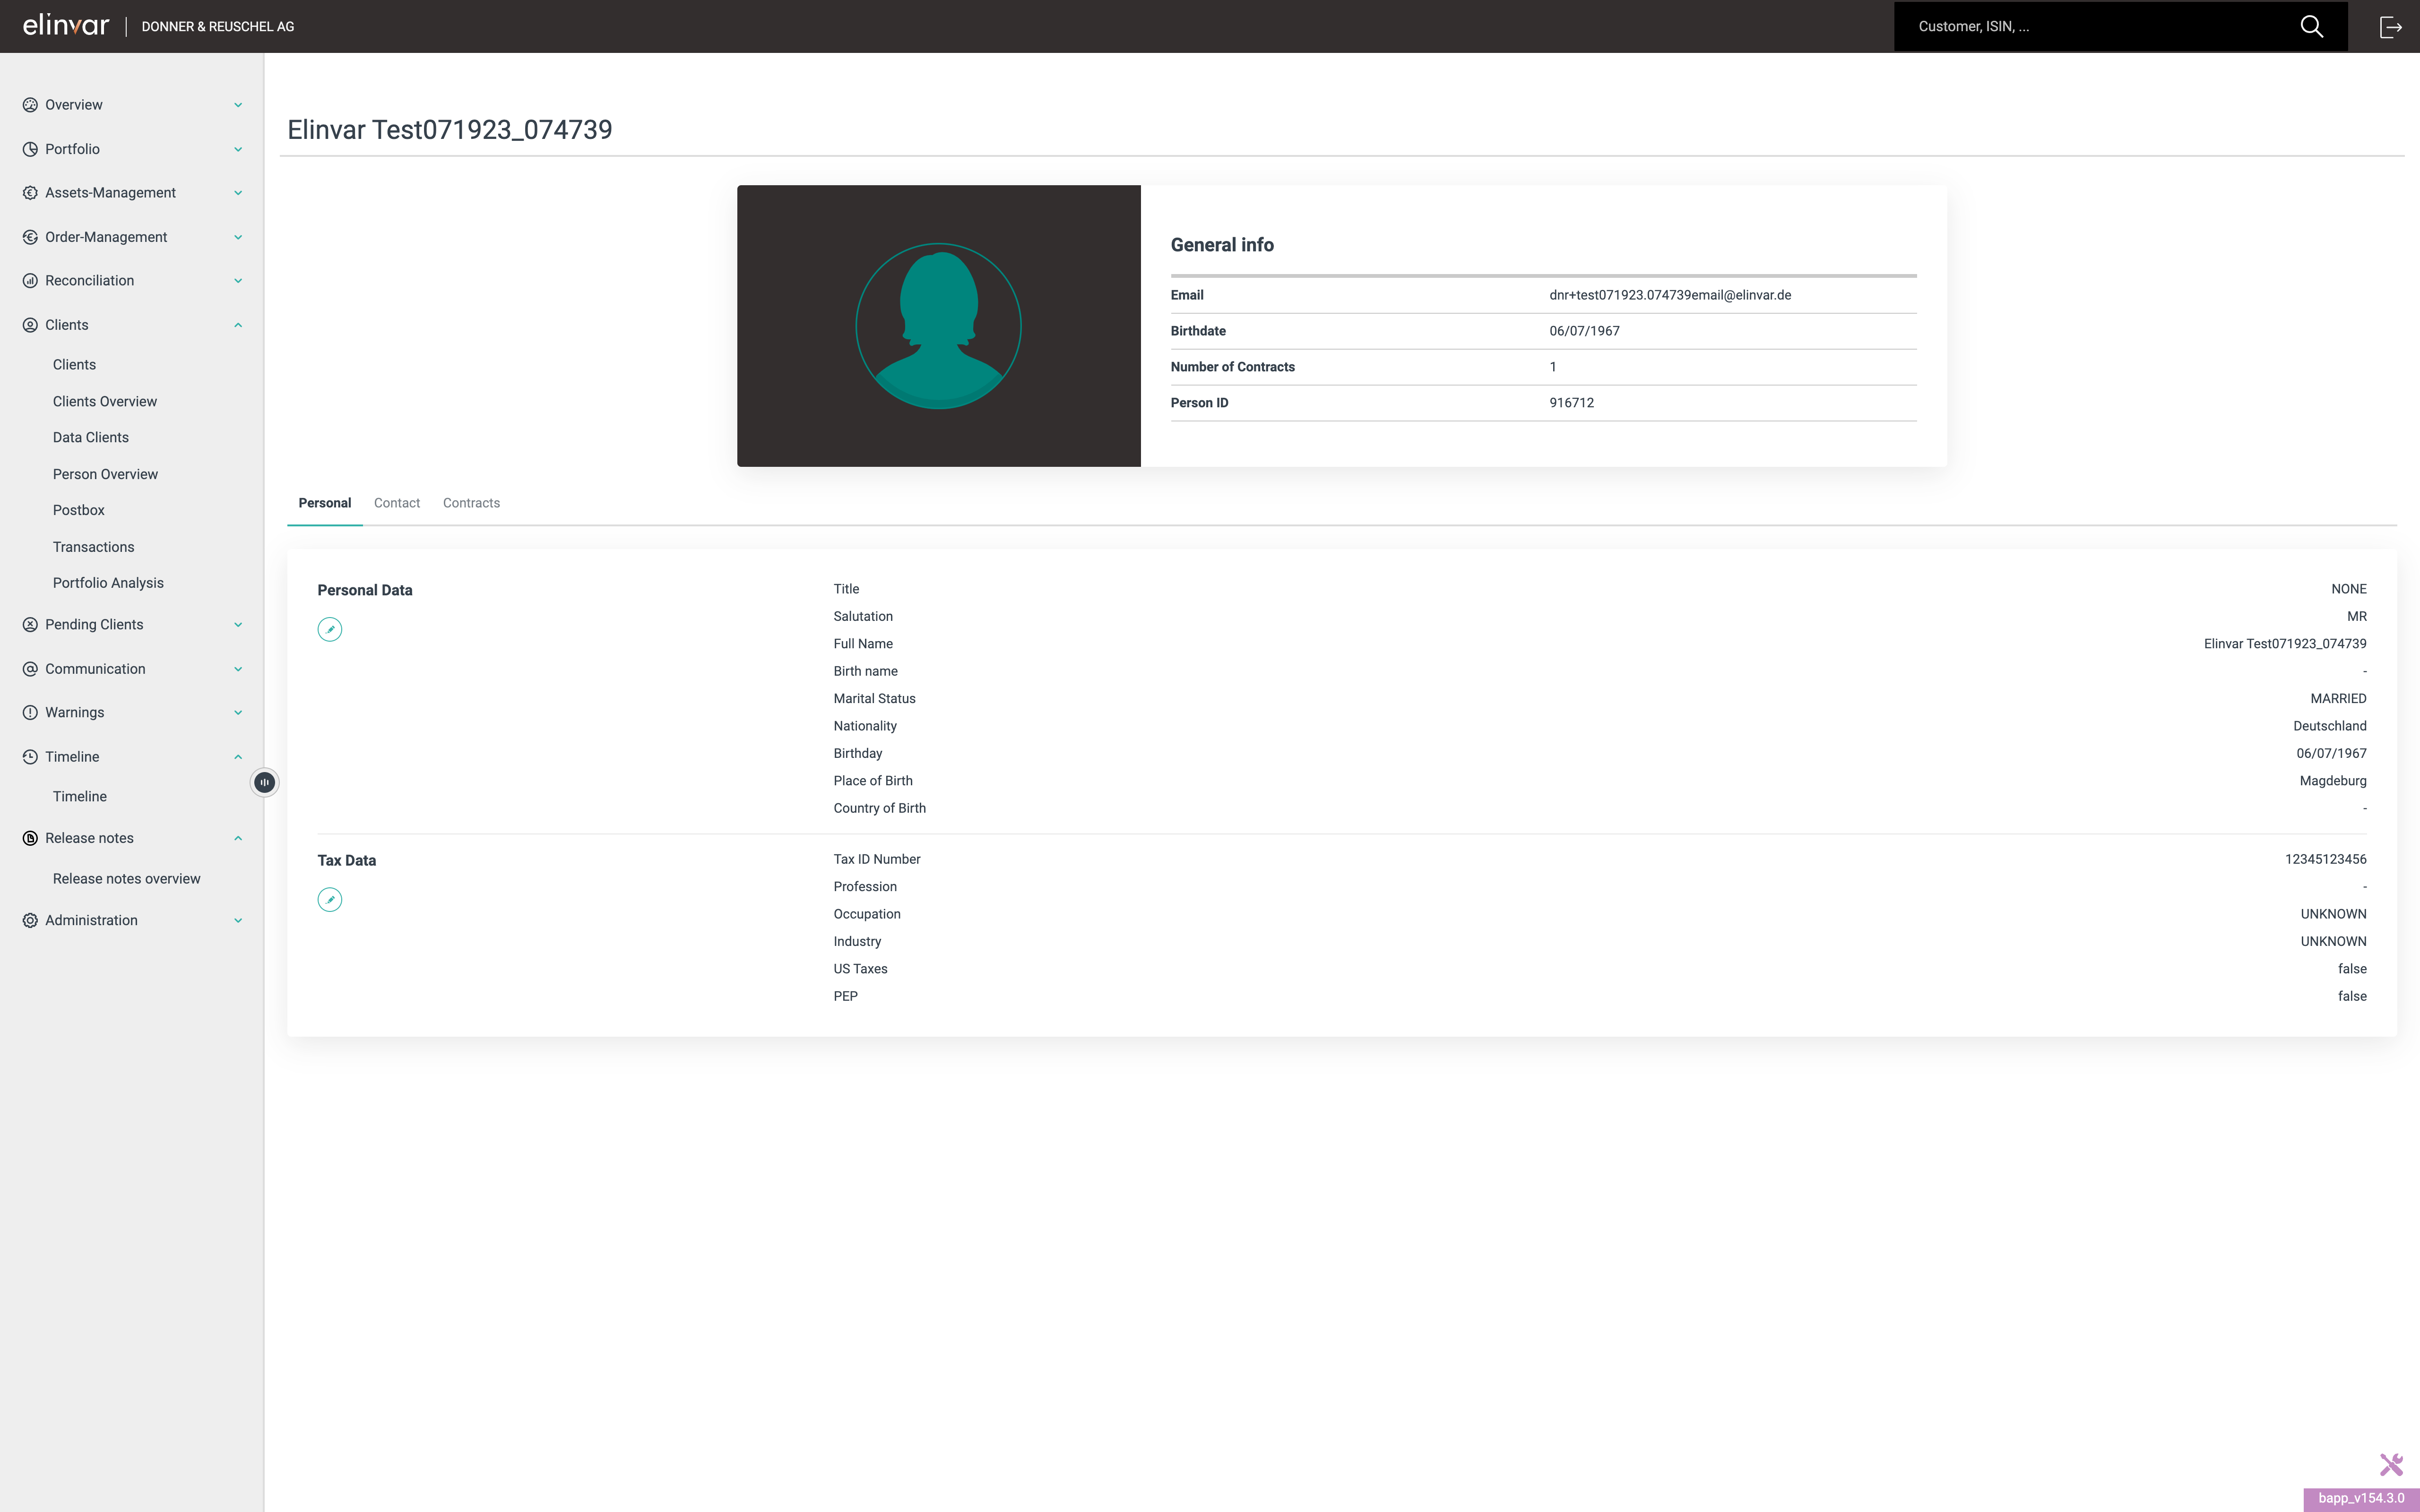 elinvar | DONNER & REUSCHEL AG
Customer, ISIN, ...
Overview
Portfolio
Assets-Management
Order-Management
Reconciliation
Clients
Clients
Clients Overview
Data Clients
Person Overview
Postbox
Transactions
Portfolio Analysis
Pending Clients
Communication
Warnings
Timeline
Timeline
Release notes
Release notes overview
Administration
Elinvar Test071923_074739
General info
Email dnr+test071923.074739email@elinvar.de
Birthdate 06/07/1967
Number of Contracts 1
Person ID 916712
Personal Contact Contracts
Personal Data
Title NONE
Salutation MR
Full Name Elinvar Test071923_074739
Birth name -
Marital Status MARRIED
Nationality Deutschland
Birthday 06/07/1967
Place of Birth Magdeburg
Country of Birth -
Tax Data
Tax ID Number 12345123456
Profession -
Occupation UNKNOWN
Industry UNKNOWN
US Taxes false
PEP false
bapp_v154.3.0